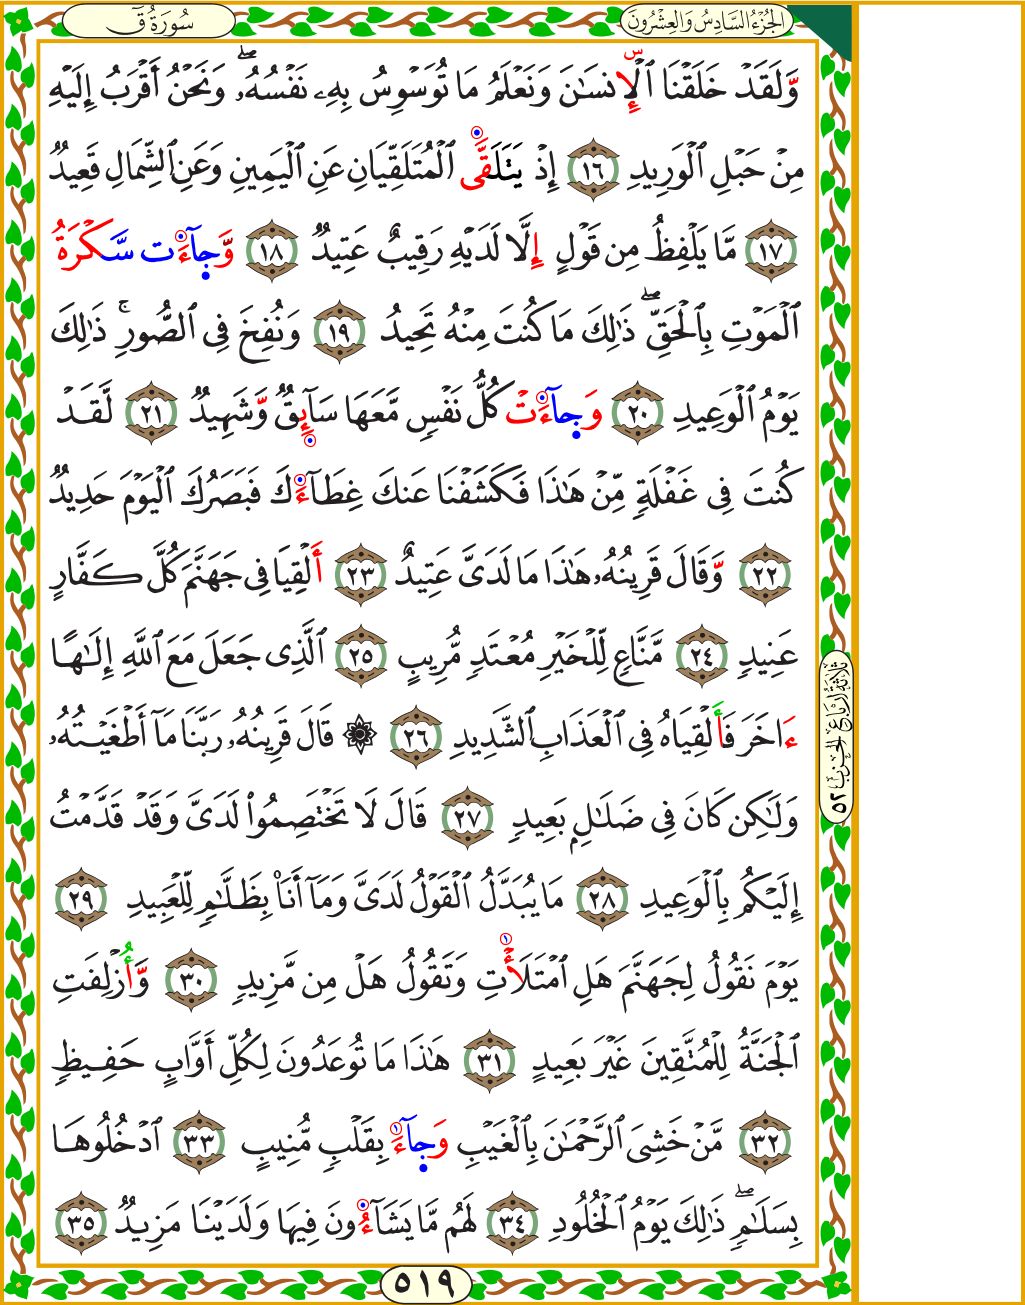 سُورَةُ قٓ
الجُزْءُ السَّادِسُ وَالعِشْرُونَ
وَّلَقَدۡ خَلَقۡنَا ٱلۡإِنسَٰنَ وَنَعۡلَمُ مَا تُوَسۡوِسُ بِهِۦ نَفۡسُهُۥۖ وَنَحۡنُ أَقۡرَبُ إِلَيۡهِ
مِنۡ حَبۡلِ ٱلۡوَرِيدِ ١٦ إِذۡ يَتَلَقَّى ٱلۡمُتَلَقِّيَانِ عَنِ ٱلۡيَمِينِ وَعَنِ ٱلشِّمَالِ قَعِيدٞ
١٧ مَّا يَلۡفِظُ مِن قَوۡلٍ إِلَّا لَدَيۡهِ رَقِيبٌ عَتِيدٞ ١٨ وَّجَآءَت سَّكۡرَةُ
ٱلۡمَوۡتِ بِٱلۡحَقِّۖ ذَٰلِكَ مَا كُنتَ مِنۡهُ تَحِيدُ ١٩ وَنُفِخَ فِي ٱلصُّورِۚ ذَٰلِكَ
يَوۡمُ ٱلۡوَعِيدِ ٢٠ وَجَآءَتۡ كُلُّ نَفۡسٖ مَّعَهَا سَآئِقٞ وَّشَهِيدٞ ٢١ لَّقَدۡ
كُنتَ فِي غَفۡلَةٖ مِّنۡ هَٰذَا فَكَشَفۡنَا عَنكَ غِطَآءَكَ فَبَصَرُكَ ٱلۡيَوۡمَ حَدِيدٞ
٢٢ وَّقَالَ قَرِينُهُۥ هَٰذَا مَا لَدَىَّ عَتِيدٌ ٢٣ أَلۡقِيَا فِي جَهَنَّمَ كُلَّ كَفَّارٍ
عَنِيدٖ ٢٤ مَّنَّاعٖ لِّلۡخَيۡرِ مُعۡتَدٖ مُّرِيبٍ ٢٥ ٱلَّذِي جَعَلَ مَعَ ٱللَّهِ إِلَٰهًا
ءَاخَرَ فَأَلۡقِيَاهُ فِي ٱلۡعَذَابِ ٱلشَّدِيدِ ٢٦ ۞ قَالَ قَرِينُهُۥ رَبَّنَا مَآ أَطۡغَيۡتُهُۥ
وَلَٰكِن كَانَ فِي ضَلَٰلِۭ بَعِيدٖ ٢٧ قَالَ لَا تَخۡتَصِمُواْ لَدَىَّ وَقَدۡ قَدَّمۡتُ
إِلَيۡكُم بِٱلۡوَعِيدِ ٢٨ مَا يُبَدَّلُ ٱلۡقَوۡلُ لَدَىَّ وَمَآ أَنَا۠ بِظَلَّٰمٖ لِّلۡعَبِيدِ ٢٩
يَوۡمَ نَقُولُ لِجَهَنَّمَ هَلِ ٱمۡتَلَأۡتِ وَتَقُولُ هَلۡ مِن مَّزِيدٖ ٣٠ وَّأُزۡلِفَتِ
ٱلۡجَنَّةُ لِلۡمُتَّقِينَ غَيۡرَ بَعِيدٍ ٣١ هَٰذَا مَا تُوعَدُونَ لِكُلِّ أَوَّابٍ حَفِيظٖ
٣٢ مَّنۡ خَشِيَ ٱلرَّحۡمَٰنَ بِٱلۡغَيۡبِ وَجَآءَ بِقَلۡبٖ مُّنِيبٍ ٣٣ ٱدۡخُلُوهَا
بِسَلَٰمٖۖ ذَٰلِكَ يَوۡمُ ٱلۡخُلُودِ ٣٤ لَهُم مَّا يَشَآءُونَ فِيهَا وَلَدَيۡنَا مَزِيدٞ ٣٥
ثلاثة ارباع الحزب ٥٢
٥١٩